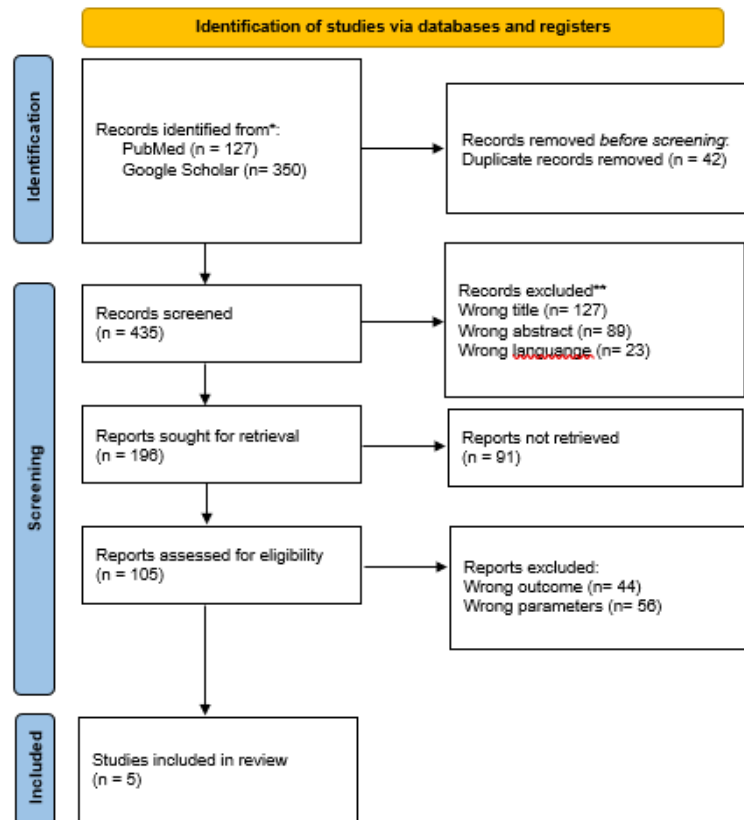 Identification of studies via databases and registers
Identification
Records identified from*:
PubMed (n = 127)
Google Scholar (n= 350)
Records removed before screening:
Duplicate records removed (n = 42)
Screening
Records screened
(n = 435)
Records excluded**
Wrong title (n= 127)
Wrong abstract (n= 89)
Wrong languange (n= 23)
Reports sought for retrieval
(n = 196)
Reports not retrieved
(n = 91)
Reports assessed for eligibility
(n = 105)
Reports excluded:
Wrong outcome (n= 44)
Wrong parameters (n= 56)
Included
Studies included in review
(n = 5)